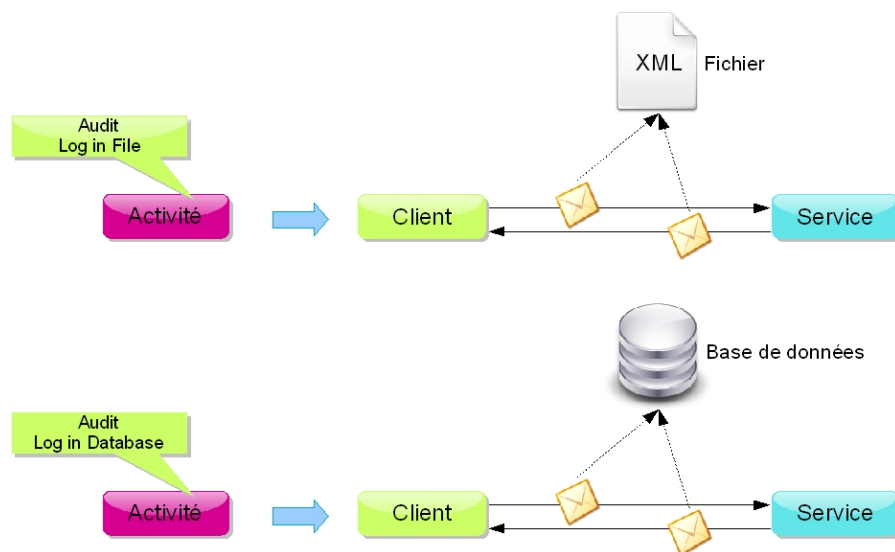 XML
Fichier
Audit
Log in File
Activité
Client
Service
Base de données
Audit
Log in Database
Activité
Client
Service